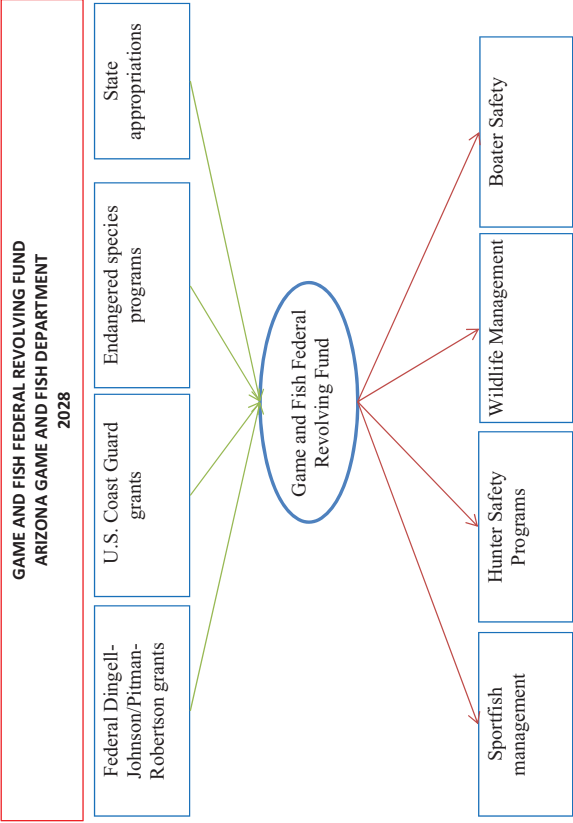 GAME AND FISH FEDERAL REVOLVING FUND
ARIZONA GAME AND FISH DEPARTMENT
2028
Federal Dingell-
Johnson/Pitman-
Robertson grants
U.S. Coast Guard
grants
Endangered species
programs
State
appropriations
Game and Fish Federal
Revolving Fund
Sportfish
management
Hunter Safety
Programs
Wildlife Management
Boater Safety